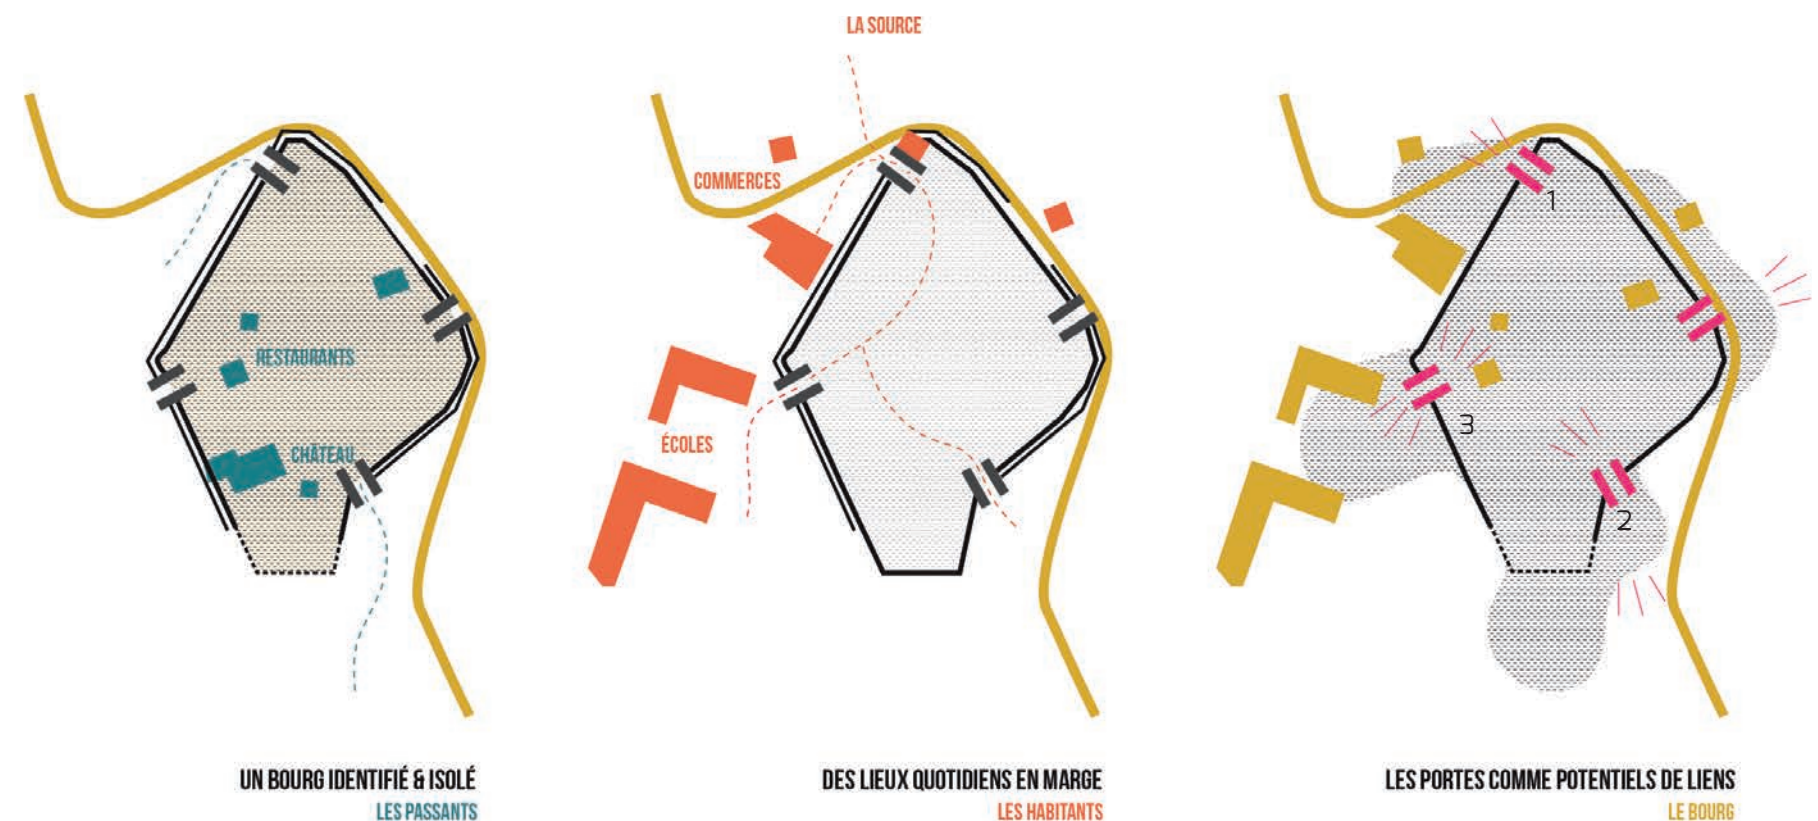 LA SOURCE
COMMERCES
ÉCOLES
RESTAURANTS
CHÂTEAU
1
3
2
UN BOURG IDENTIFIÉ & ISOLÉ
LES PASSANTS
DES LIEUX QUOTIDIENS EN MARGE
LES HABITANTS
LES PORTES COMME POTENTIELS DE LIENS
LE BOURG